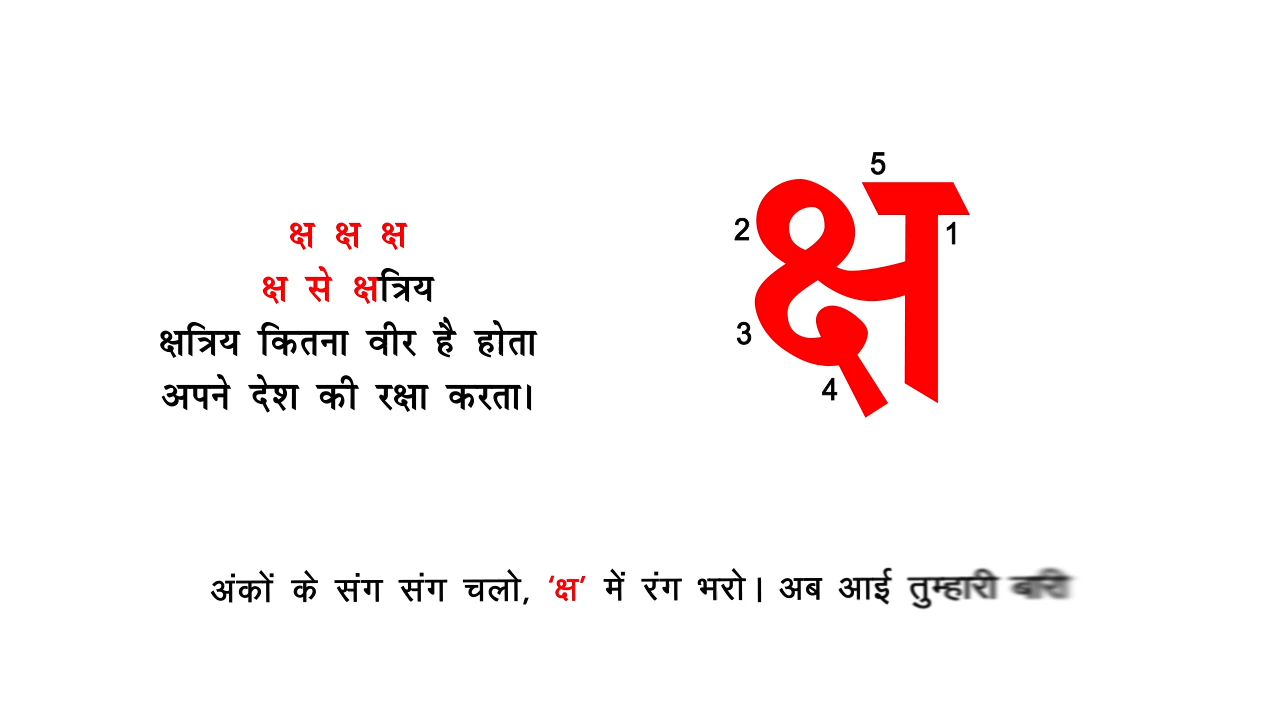 क्ष क्ष क्ष
क्ष से क्षत्रिय
क्षत्रिय कितना वीर है होता
अपने देश की रक्षा करता।
5
2
1
3
4
अंकों के संग संग चलो, ‘क्ष’ में रंग भरो। अब आई तुम्हारी